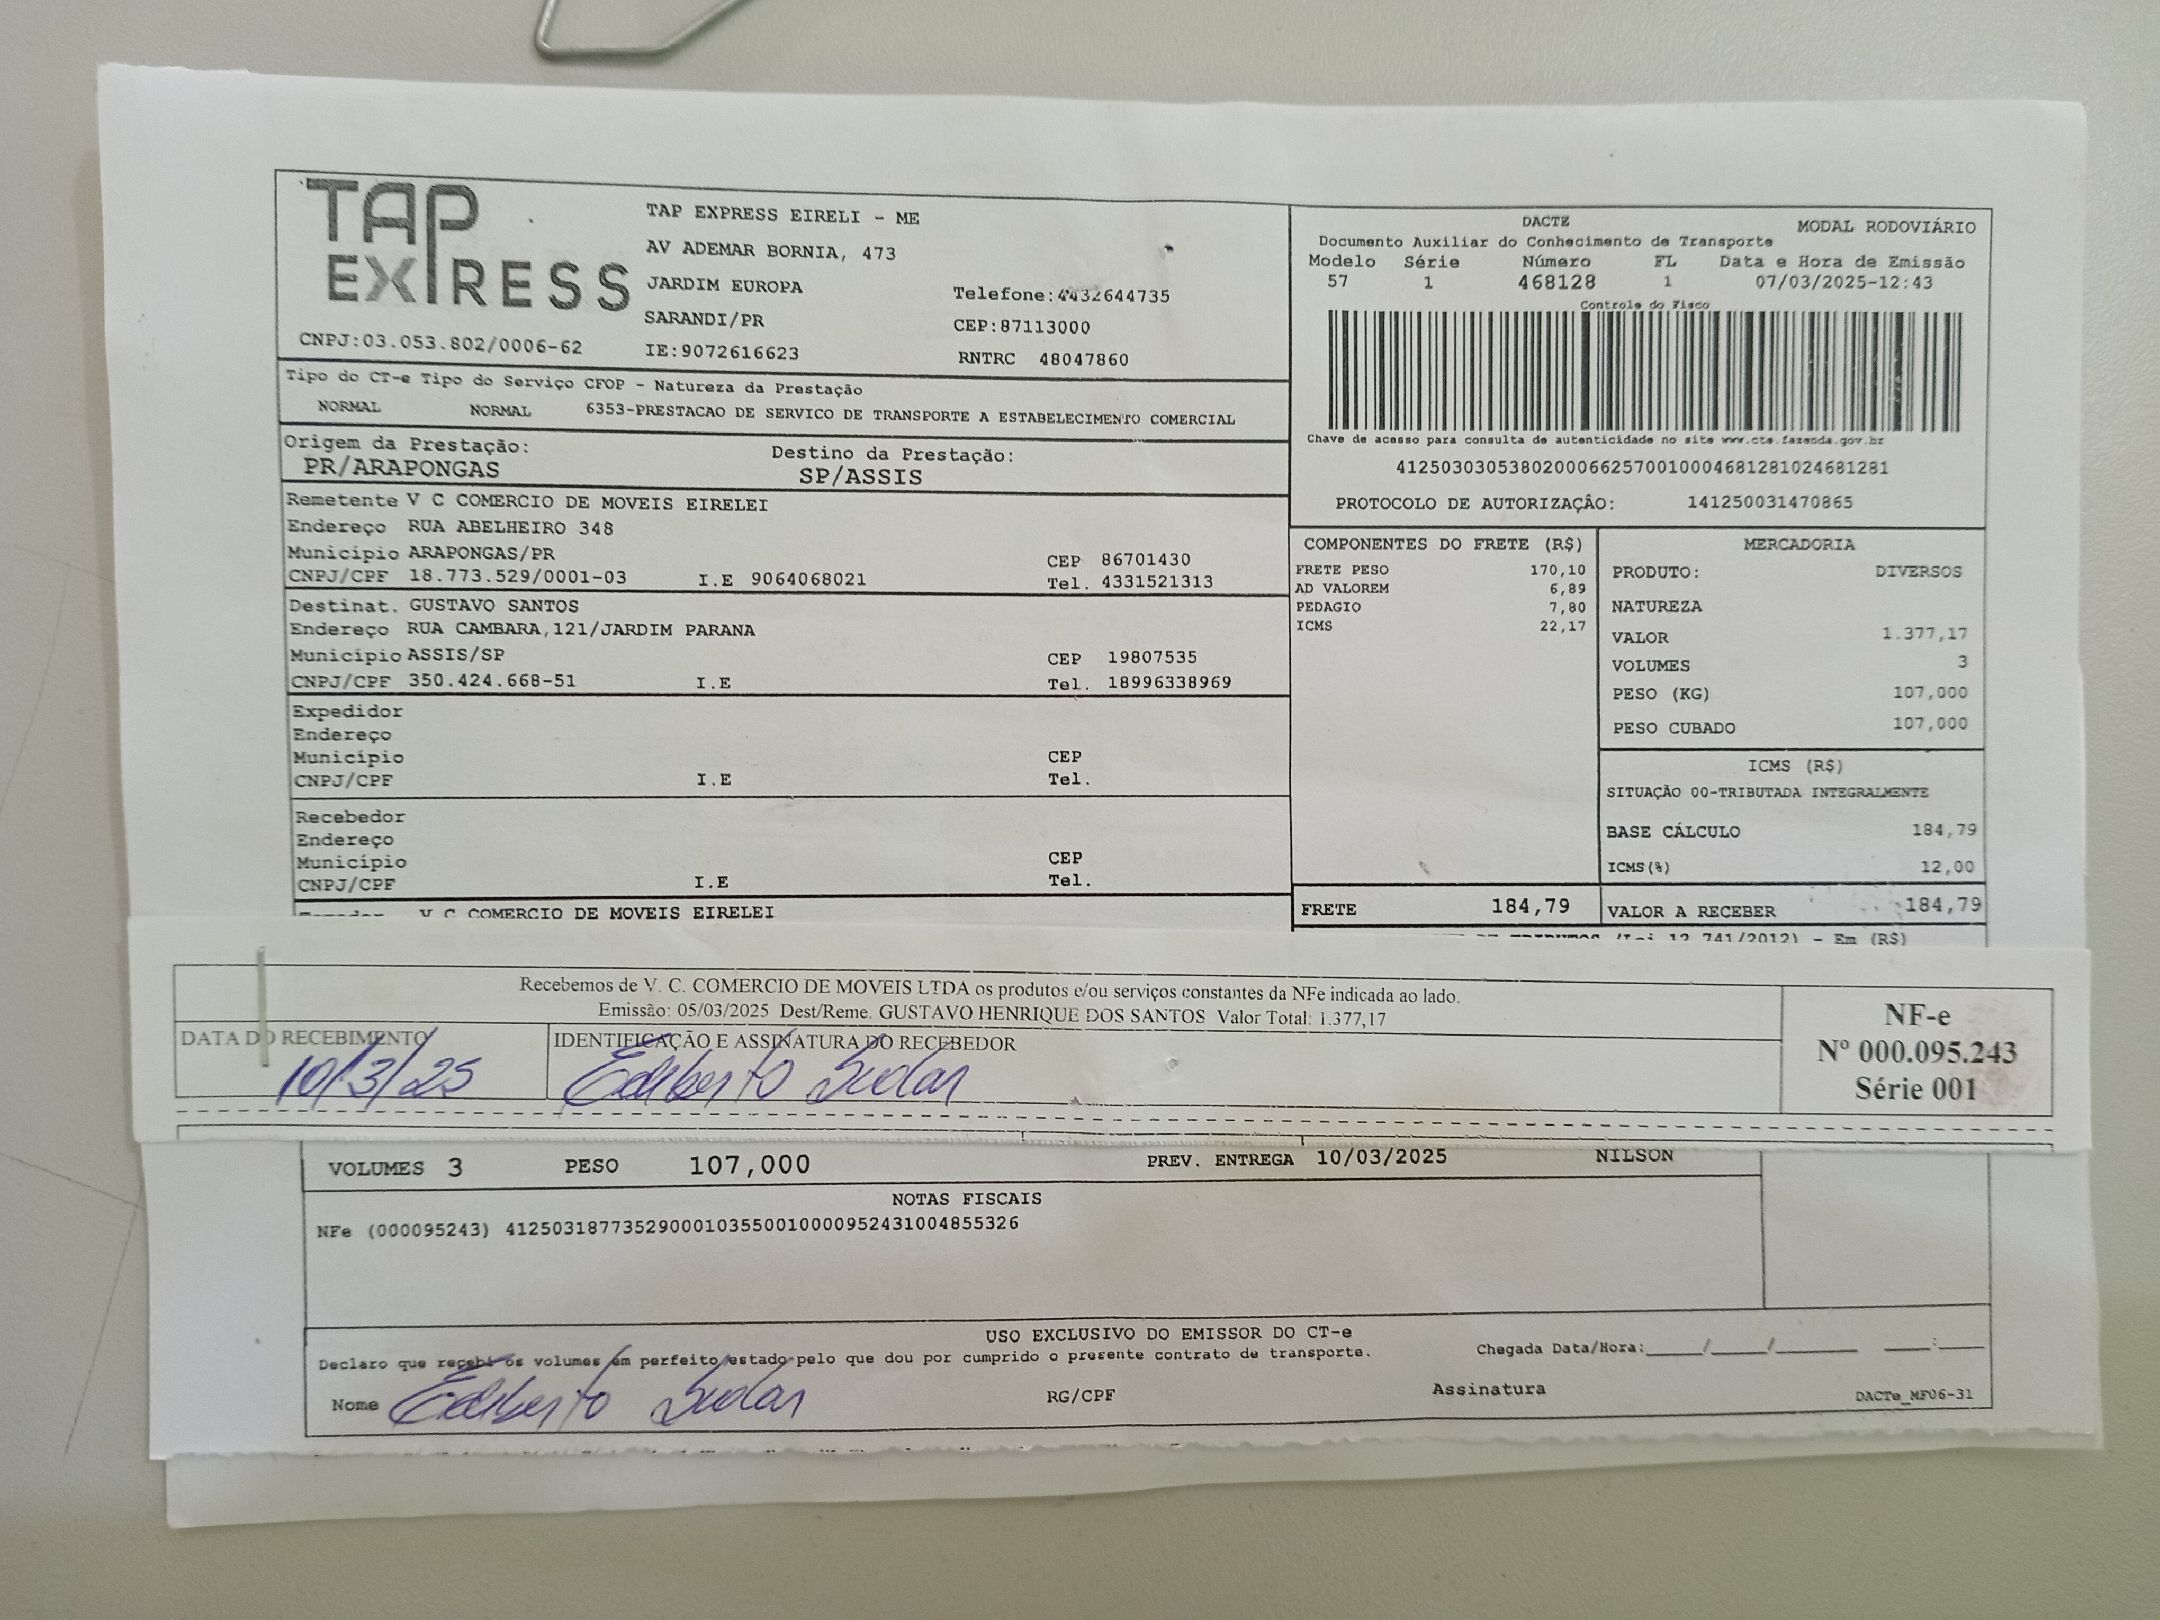 TAP
EXPRESS
CNPJ:03.053.802/0006-62
TAP EXPRESS EIRELI - ME
AV ADEMAR BORNIA, 473
JARDIM EUROPA
SARANDI/PR
IE:9072616623
Telefone:4432644735
CEP:87113000
RNTRC 48047860
DACTE MODAL RODOVIÁRIO
Documento Auxiliar do Conhecimento de Transporte
Modelo Série Número FL Data e Hora de Emissão
57 1 468128 1 07/03/2025-12:43
Controle do Fisco
Chave de acesso para consulta de autenticidade no site www.cte.fazenda.gov.br
41250303053802000662570010004681281024681281
PROTOCOLO DE AUTORIZAÇÃO: 141250031470865
Tipo do CT-e Tipo do Serviço CFOP - Natureza da Prestação
NORMAL NORMAL 6353-PRESTACAO DE SERVICO DE TRANSPORTE A ESTABELECIMENTO COMERCIAL
Origem da Prestação: Destino da Prestação:
PR/ARAPONGAS SP/ASSIS
Remetente V C COMERCIO DE MOVEIS EIRELEI
Endereço RUA ABELHEIRO 348
Município ARAPONGAS/PR CEP 86701430
CNPJ/CPF 18.773.529/0001-03 I.E 9064068021 Tel. 4331521313
Destinat. GUSTAVO SANTOS
Endereço RUA CAMBARA,121/JARDIM PARANA
Município ASSIS/SP CEP 19807535
CNPJ/CPF 350.424.668-51 I.E Tel. 18996338969
Expedidor
Endereço
Município CEP
CNPJ/CPF I.E Tel.
Recebedor
Endereço
Município CEP
CNPJ/CPF I.E Tel.
V C COMERCIO DE MOVEIS EIRELEI
COMPONENTES DO FRETE (R$)
FRETE PESO 170,10
AD VALOREM 6,89
PEDAGIO 7,80
ICMS 22,17
MERCADORIA
PRODUTO: DIVERSOS
NATUREZA
VALOR 1.377,17
VOLUMES 3
PESO (KG) 107,000
PESO CUBADO 107,000
ICMS (R$)
SITUAÇÃO 00-TRIBUTADA INTEGRALMENTE
BASE CÁLCULO 184,79
ICMS(%) 12,00
FRETE 184,79 VALOR A RECEBER 184,79
(Lei 12.741/2012) - Em (R$)
Recebemos de V. C. COMERCIO DE MOVEIS LTDA os produtos e/ou serviços constantes da NFe indicada ao lado.
Emissão: 05/03/2025 Dest/Reme. GUSTAVO HENRIQUE DOS SANTOS Valor Total: 1.377,17
DATA DO RECEBIMENTO IDENTIFICAÇÃO E ASSINATURA DO RECEBEDOR
10/3/25 Ediberto
NF-e
Nº 000.095.243
Série 001
VOLUMES 3 PESO 107,000 PREV. ENTREGA 10/03/2025 NILSON
NOTAS FISCAIS
NFe (000095243) 41250318773529000103550010000952431004855326
USO EXCLUSIVO DO EMISSOR DO CT-e
Declaro que recebi os volumes em perfeito estado pelo que dou por cumprido o presente contrato de transporte. Chegada Data/Hora:____/____/______ ____:____
Nome Ediberto RG/CPF Assinatura DACTe_MF06-31